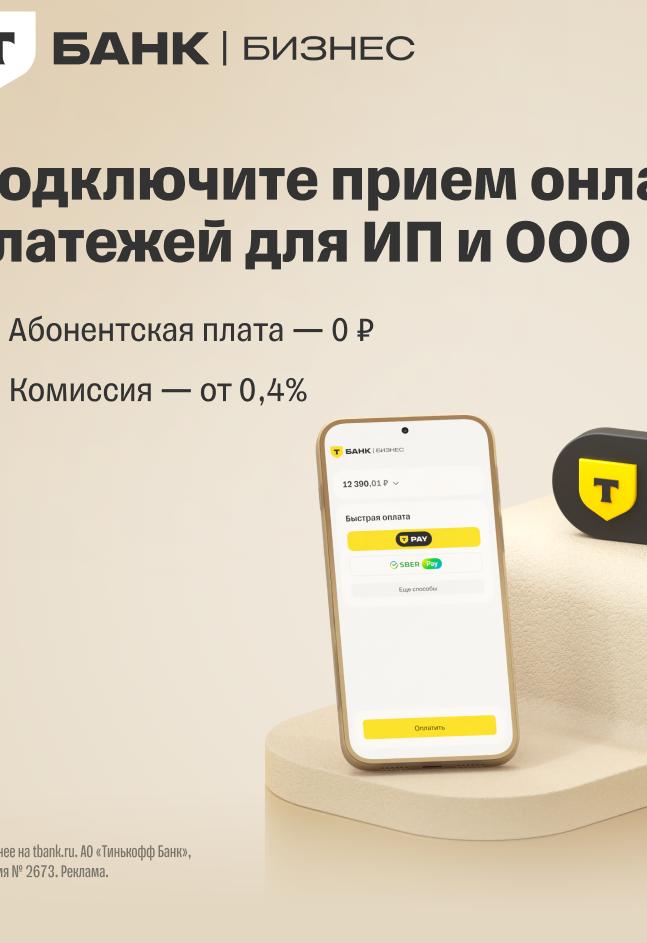 Т БАНК | БИЗНЕС
одключите прием онла
латежей для ИП и ООО
Абонентская плата — 0 ₽
Комиссия — от 0,4%
Т БАНК | БИЗНЕС
12 390,01 ₽
Быстрая оплата
Т PAY
SBER Pay
Еще способы
Оплатить
Т
нее на tbank.ru. АО «Тинькофф Банк»,
ия № 2673. Реклама.